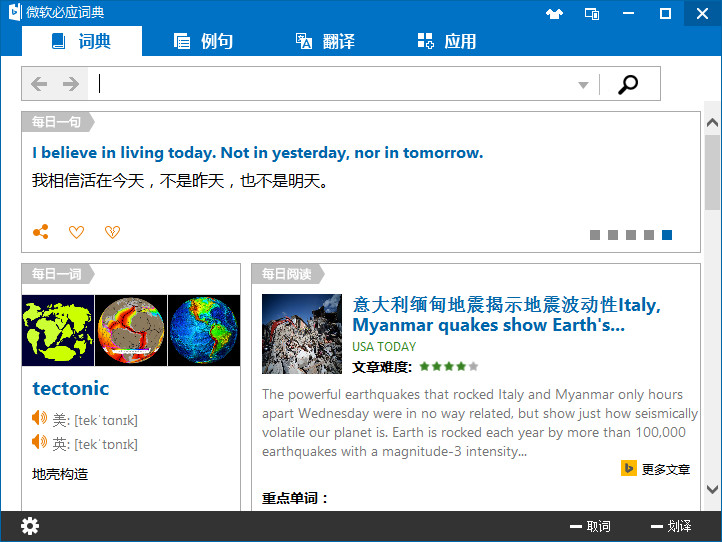 微软必应词典
词典
例句
翻译
应用
每日一句
I believe in living today. Not in yesterday, nor in tomorrow.
我相信活在今天，不是昨天，也不是明天。
每日一词
tectonic
美: [tekˈtɑnɪk]
英: [tekˈtɒnɪk]
地壳构造
每日阅读
意大利缅甸地震揭示地震波动性Italy,
Myanmar quakes show Earth's...
USA TODAY
文章难度:
The powerful earthquakes that rocked Italy and Myanmar only hours
apart Wednesday were in no way related, but show just how seismically
volatile our planet is. Earth is rocked each year by more than 100,000
earthquakes with a magnitude-3 intensity...
更多文章
重点单词：
取词
划译